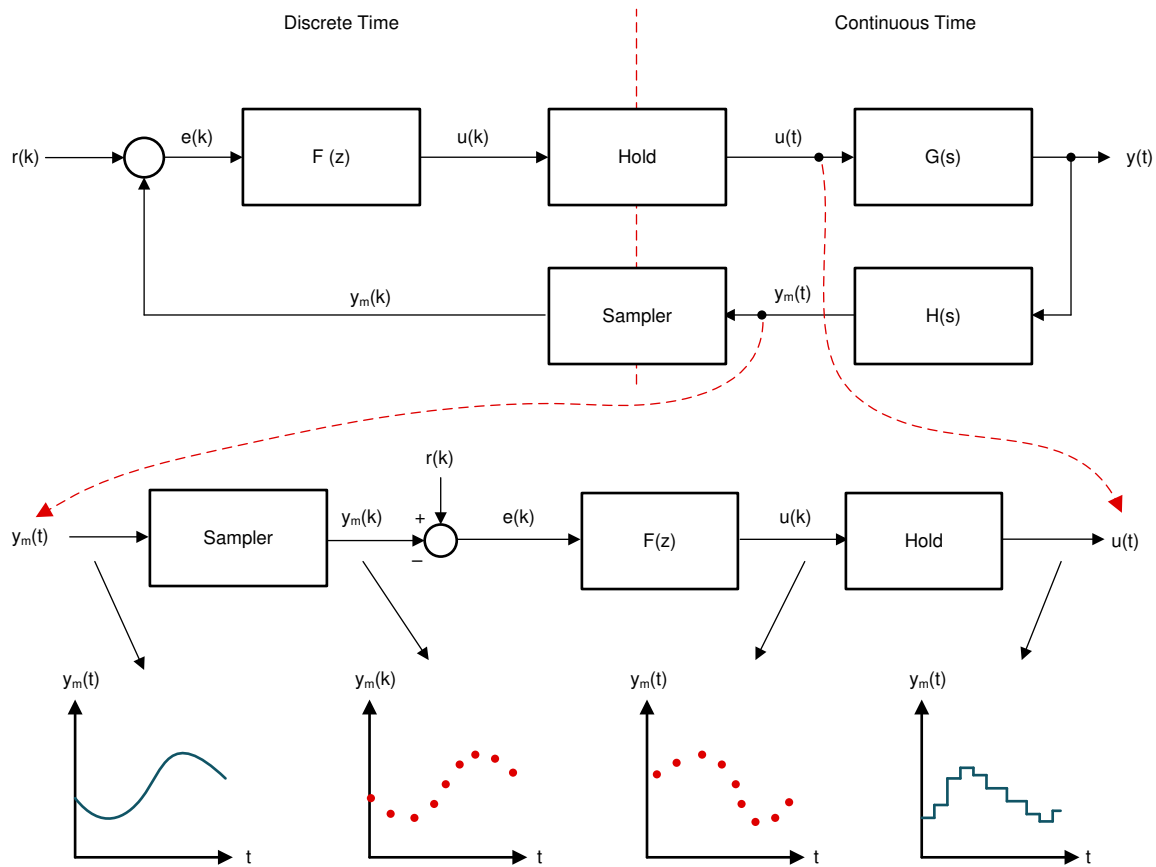 Discrete Time
Continuous Time
r(k)
e(k)
F (z)
u(k)
Hold
u(t)
G(s)
y(t)
yₘ(k)
Sampler
yₘ(t)
H(s)
r(k)
yₘ(t)
Sampler
yₘ(k)
+
–
e(k)
F(z)
u(k)
Hold
u(t)
yₘ(t)
t
yₘ(k)
t
yₘ(t)
t
yₘ(t)
t